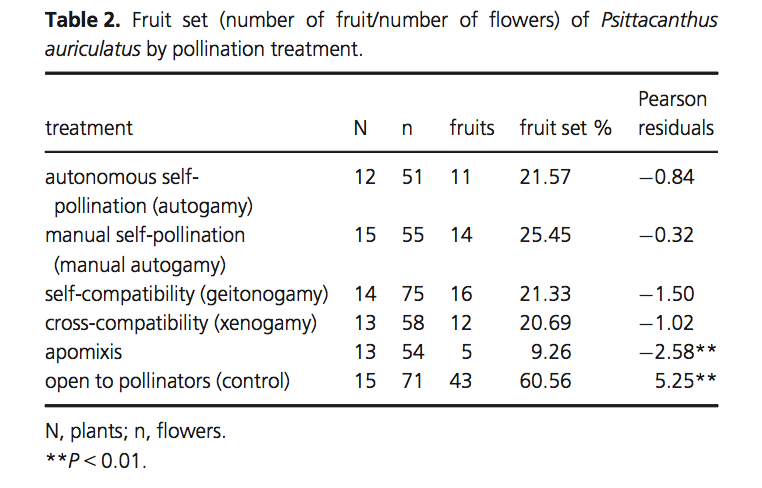 Table 2. Fruit set (number of fruit/number of flowers) of Psittacanthus
auriculatus by pollination treatment.
Pearson
treatment N n fruits fruit set % residuals
autonomous self- 12 51 11 21.57 −0.84
pollination (autogamy)
manual self-pollination 15 55 14 25.45 −0.32
(manual autogamy)
self-compatibility (geitonogamy) 14 75 16 21.33 −1.50
cross-compatibility (xenogamy) 13 58 12 20.69 −1.02
apomixis 13 54 5 9.26 −2.58**
open to pollinators (control) 15 71 43 60.56 5.25**
N, plants; n, flowers.
**P < 0.01.